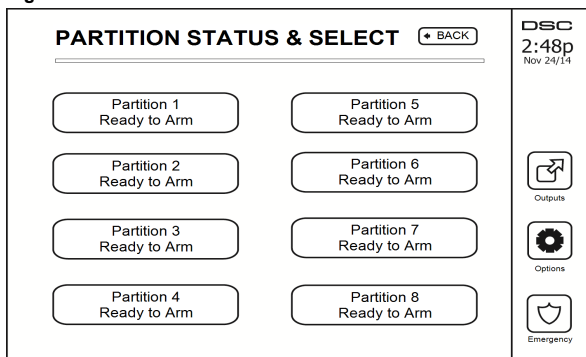 PARTITION STATUS & SELECT
BACK
DSC
2:48p
Nov 24/14
Partition 1
Ready to Arm
Partition 5
Ready to Arm
Partition 2
Ready to Arm
Partition 6
Ready to Arm
Partition 3
Ready to Arm
Partition 7
Ready to Arm
Partition 4
Ready to Arm
Partition 8
Ready to Arm
Outputs
Options
Emergency